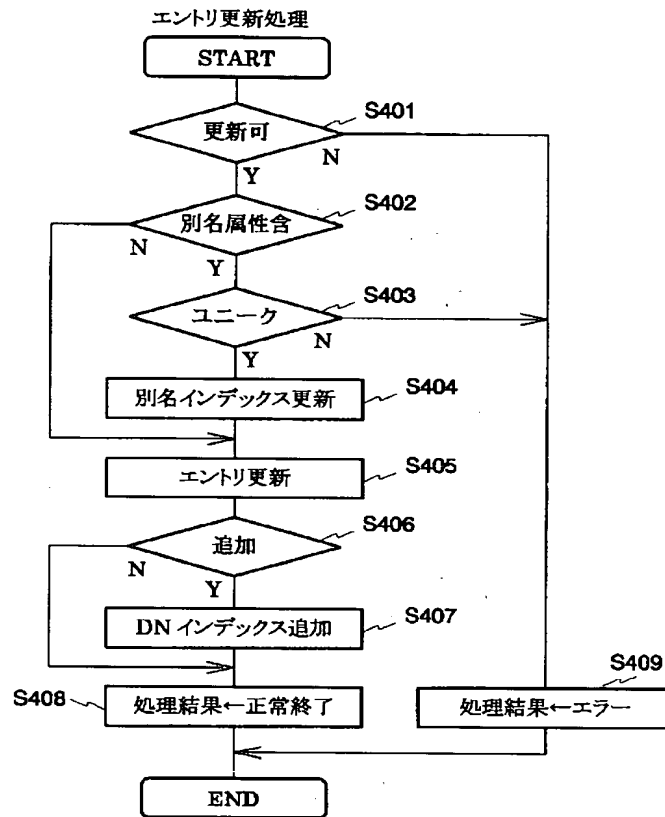 エントリ更新処理
START
S401
更新可
N
Y
S402
別名属性含
N
Y
S403
ユニーク
N
Y
S404
別名インデックス更新
S405
エントリ更新
S406
追加
N
Y
S407
DN インデックス追加
S408
処理結果←正常終了
S409
処理結果←エラー
END